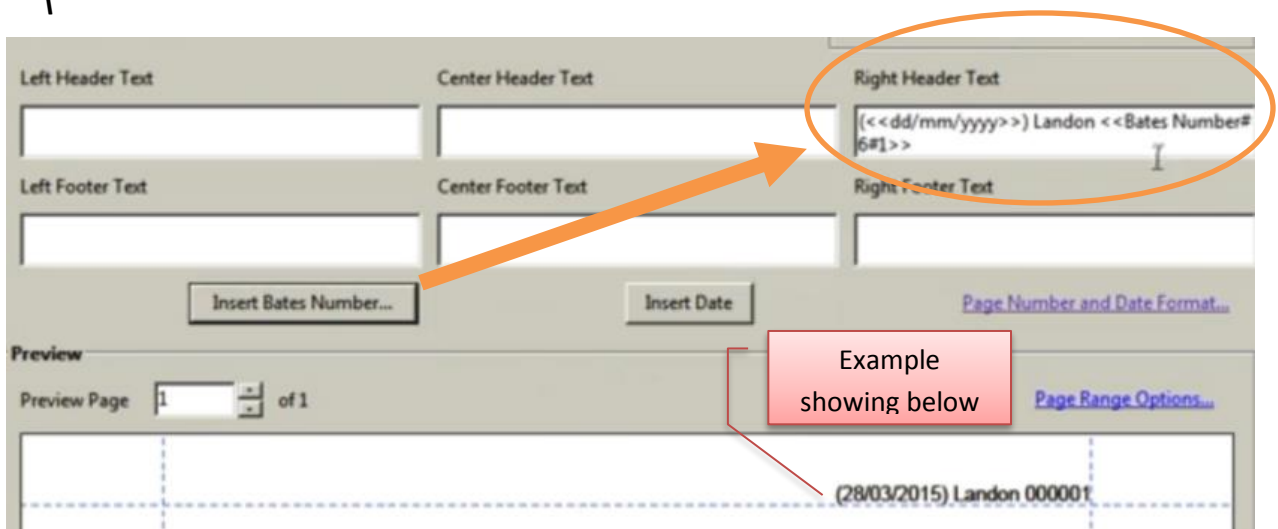 Left Header Text
Center Header Text
Right Header Text
(<<dd/mm/yyyy>>) Landon <<Bates Number#
6#1>>
Left Footer Text
Center Footer Text
Right Footer Text
Insert Bates Number...
Insert Date
Page Number and Date Format...
Preview
Example
showing below
Preview Page
1
of 1
Page Range Options...
(28/03/2015) Landon 000001